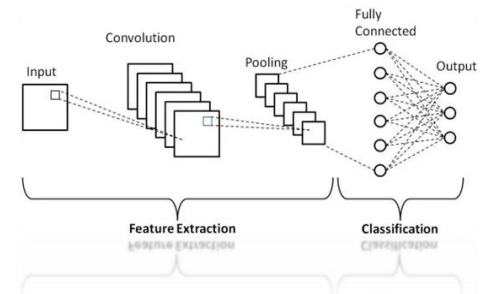 Fully
Connected
Convolution
Input
Pooling
Output
Feature Extraction
Classification